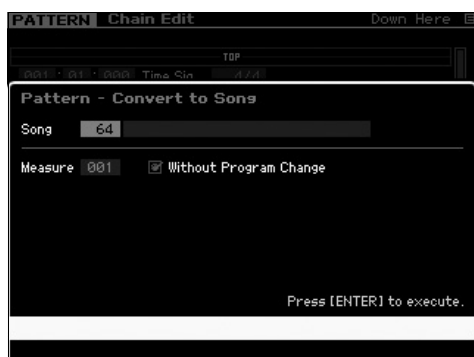 PATTERN Chain Edit Down Here
TOP
001:01:000 Time Sig 4/4
Pattern - Convert to Song
Song 64
Measure 001 Without Program Change
Press [ENTER] to execute.